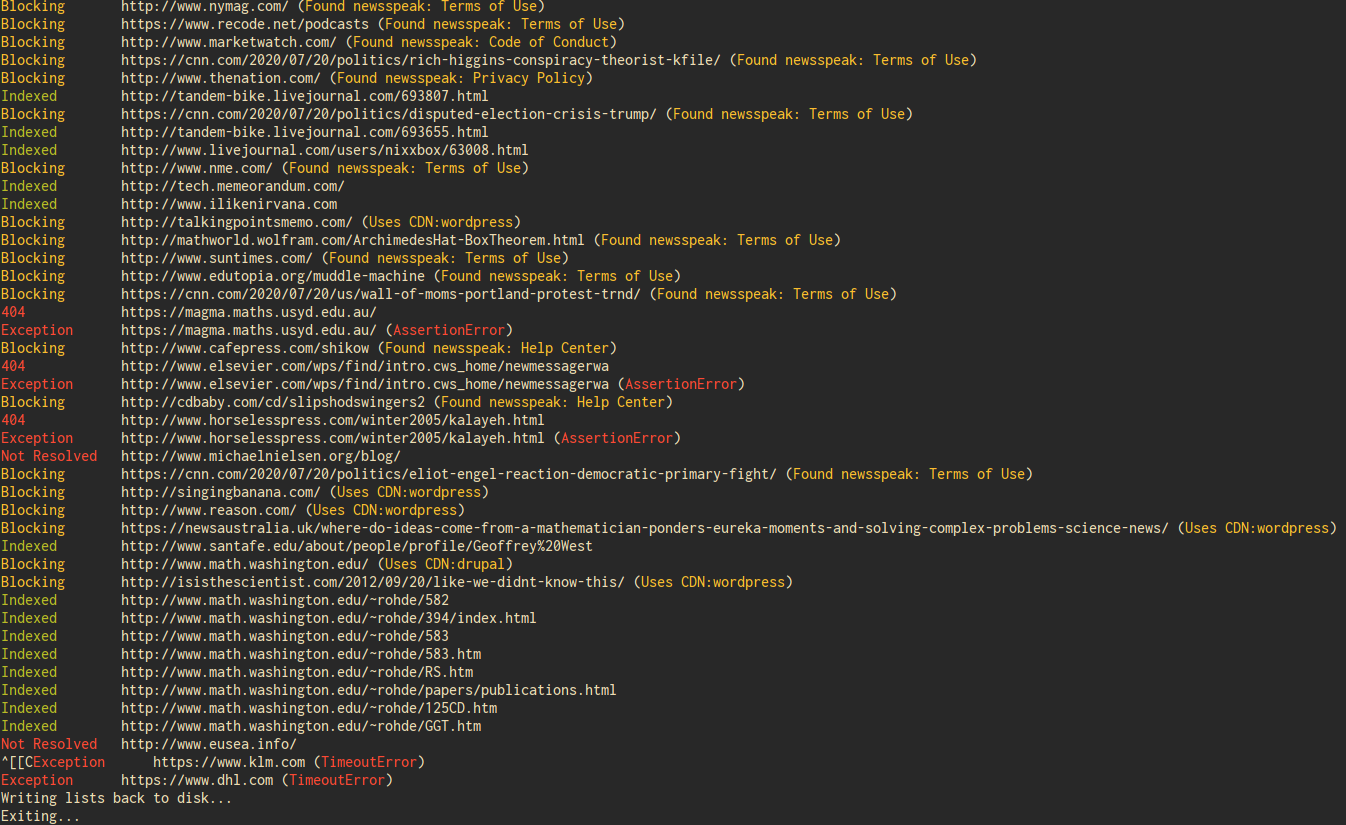 Blocking http://www.nymag.com/ (Found newsspeak: Terms of Use)
Blocking https://www.recode.net/podcasts (Found newsspeak: Terms of Use)
Blocking http://www.marketwatch.com/ (Found newsspeak: Code of Conduct)
Blocking https://cnn.com/2020/07/20/politics/rich-higgins-conspiracy-theorist-kfile/ (Found newsspeak: Terms of Use)
Blocking http://www.thenation.com/ (Found newsspeak: Privacy Policy)
Indexed http://tandem-bike.livejournal.com/693807.html
Blocking https://cnn.com/2020/07/20/politics/disputed-election-crisis-trump/ (Found newsspeak: Terms of Use)
Indexed http://tandem-bike.livejournal.com/693655.html
Indexed http://www.livejournal.com/users/nixxbox/63008.html
Blocking http://www.nme.com/ (Found newsspeak: Terms of Use)
Indexed http://tech.memeorandum.com/
Indexed http://www.ilikenirvana.com
Blocking http://talkingpointsmemo.com/ (Uses CDN:wordpress)
Blocking http://mathworld.wolfram.com/ArchimedesHat-BoxTheorem.html (Found newsspeak: Terms of Use)
Blocking http://www.suntimes.com/ (Found newsspeak: Terms of Use)
Blocking http://www.edutopia.org/muddle-machine (Found newsspeak: Terms of Use)
Blocking https://cnn.com/2020/07/20/us/wall-of-moms-portland-protest-trnd/ (Found newsspeak: Terms of Use)
404 https://magma.maths.usyd.edu.au/
Exception https://magma.maths.usyd.edu.au/ (AssertionError)
Blocking http://www.cafepress.com/shikow (Found newsspeak: Help Center)
404 http://www.elsevier.com/wps/find/intro.cws_home/newmessagerwa
Exception http://www.elsevier.com/wps/find/intro.cws_home/newmessagerwa (AssertionError)
Blocking http://cdbaby.com/cd/slipshodswingers2 (Found newsspeak: Help Center)
404 http://www.horselesspress.com/winter2005/kalayeh.html
Exception http://www.horselesspress.com/winter2005/kalayeh.html (AssertionError)
Not Resolved http://www.michaelnielsen.org/blog/
Blocking https://cnn.com/2020/07/20/politics/eliot-engel-reaction-democratic-primary-fight/ (Found newsspeak: Terms of Use)
Blocking http://singingbanana.com/ (Uses CDN:wordpress)
Blocking http://www.reason.com/ (Uses CDN:wordpress)
Blocking https://newsaustralia.uk/where-do-ideas-come-from-a-mathematician-ponders-eureka-moments-and-solving-complex-problems-science-news/ (Uses CDN:wordpress)
Indexed http://www.santafe.edu/about/people/profile/Geoffrey%20West
Blocking http://www.math.washington.edu/ (Uses CDN:drupal)
Blocking http://isisthescientist.com/2012/09/20/like-we-didnt-know-this/ (Uses CDN:wordpress)
Indexed http://www.math.washington.edu/~rohde/582
Indexed http://www.math.washington.edu/~rohde/394/index.html
Indexed http://www.math.washington.edu/~rohde/583
Indexed http://www.math.washington.edu/~rohde/583.htm
Indexed http://www.math.washington.edu/~rohde/RS.htm
Indexed http://www.math.washington.edu/~rohde/papers/publications.html
Indexed http://www.math.washington.edu/~rohde/125CD.htm
Indexed http://www.math.washington.edu/~rohde/GGT.htm
Not Resolved http://www.eusea.info/
^[[CException https://www.klm.com (TimeoutError)
Exception https://www.dhl.com (TimeoutError)
Writing lists back to disk...
Exiting...